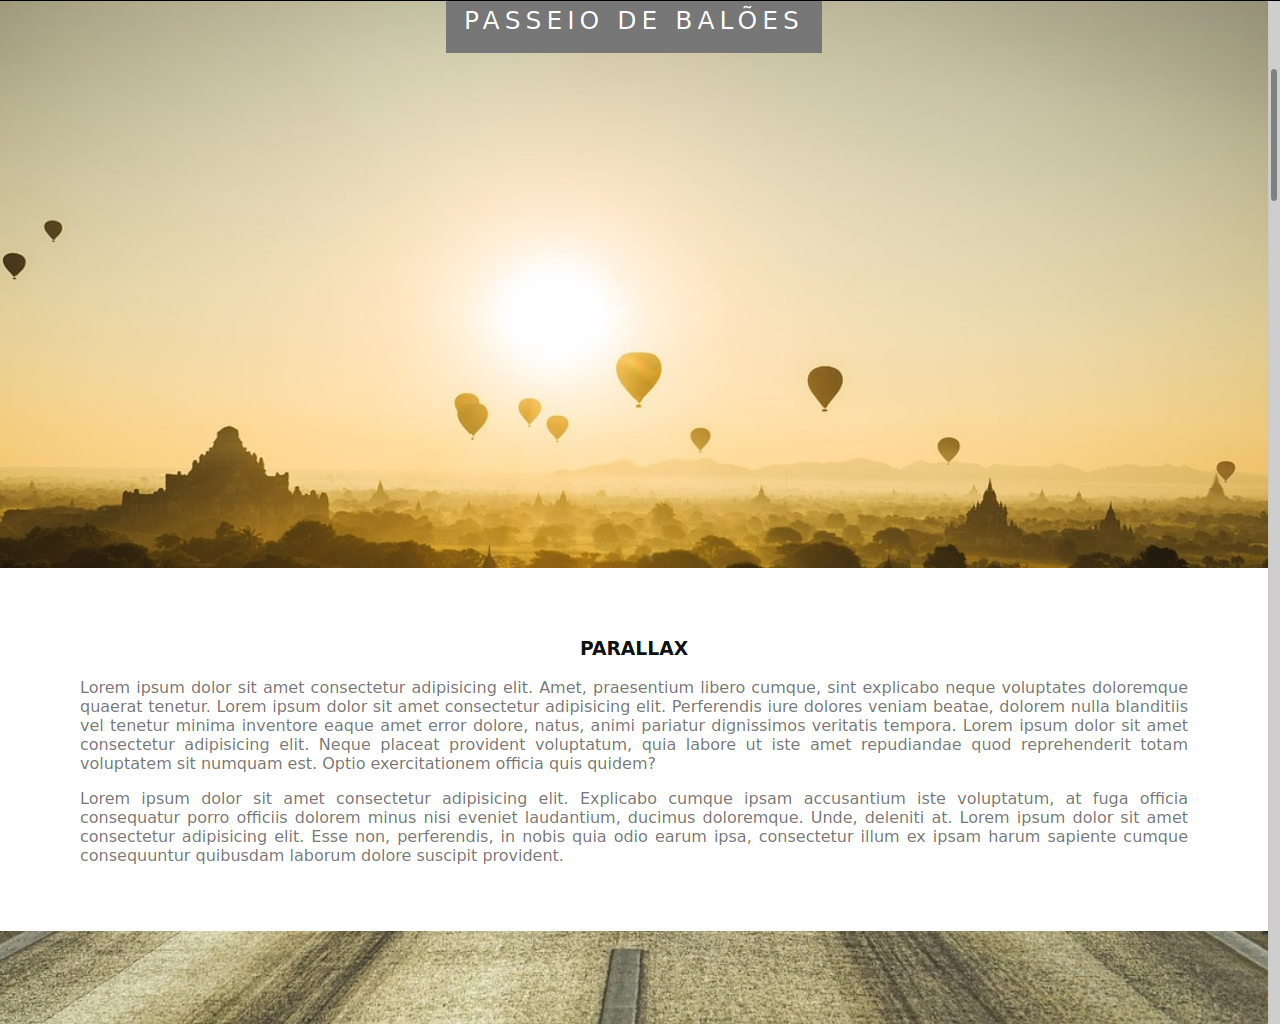 PASSEIO DE BALÕES
PARALLAX
Lorem ipsum dolor sit amet consectetur adipisicing elit. Amet, praesentium libero cumque, sint explicabo neque voluptates doloremque
quaerat tenetur. Lorem ipsum dolor sit amet consectetur adipisicing elit. Perferendis iure dolores veniam beatae, dolorem nulla blanditiis
vel tenetur minima inventore eaque amet error dolore, natus, animi pariatur dignissimos veritatis tempora. Lorem ipsum dolor sit amet
consectetur adipisicing elit. Neque placeat provident voluptatum, quia labore ut iste amet repudiandae quod reprehenderit totam
voluptatem sit numquam est. Optio exercitationem officia quis quidem?
Lorem ipsum dolor sit amet consectetur adipisicing elit. Explicabo cumque ipsam accusantium iste voluptatum, at fuga officia
consequatur porro officiis dolorem minus nisi eveniet laudantium, ducimus doloremque. Unde, deleniti at. Lorem ipsum dolor sit amet
consectetur adipisicing elit. Esse non, perferendis, in nobis quia odio earum ipsa, consectetur illum ex ipsam harum sapiente cumque
consequuntur quibusdam laborum dolore suscipit provident.